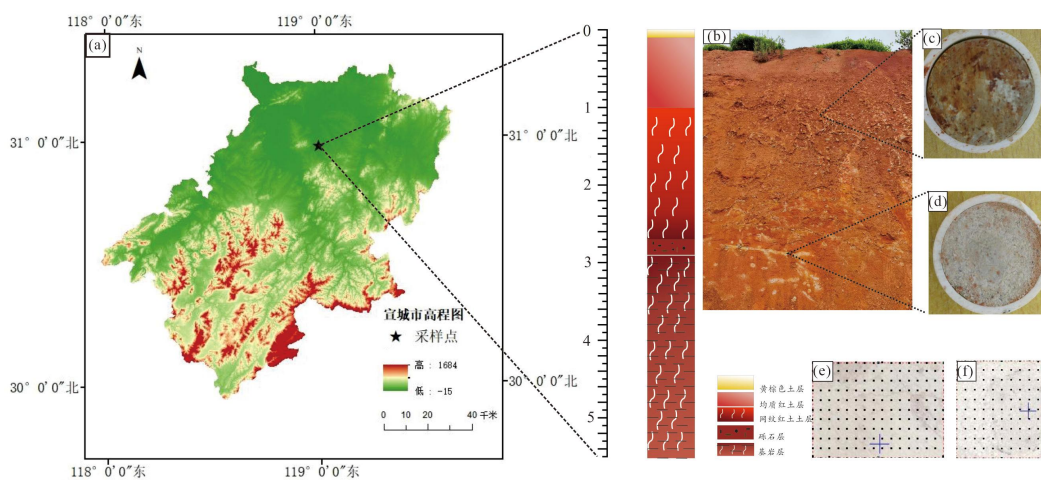 118° 0'0"东
119° 0'0"东
(a)
N
31° 0'0"北
31° 0'0"北
宣城市高程图
采样点
高 : 1684
低 : -15
0 10 20 40 千米
30° 0'0"北
30° 0'0"北
118° 0'0"东
119° 0'0"东
0
1
2
3
4
5
(b)
(c)
(d)
黄棕色土层
均质红土层
网纹红土土层
砾石层
基岩层
(e)
(f)